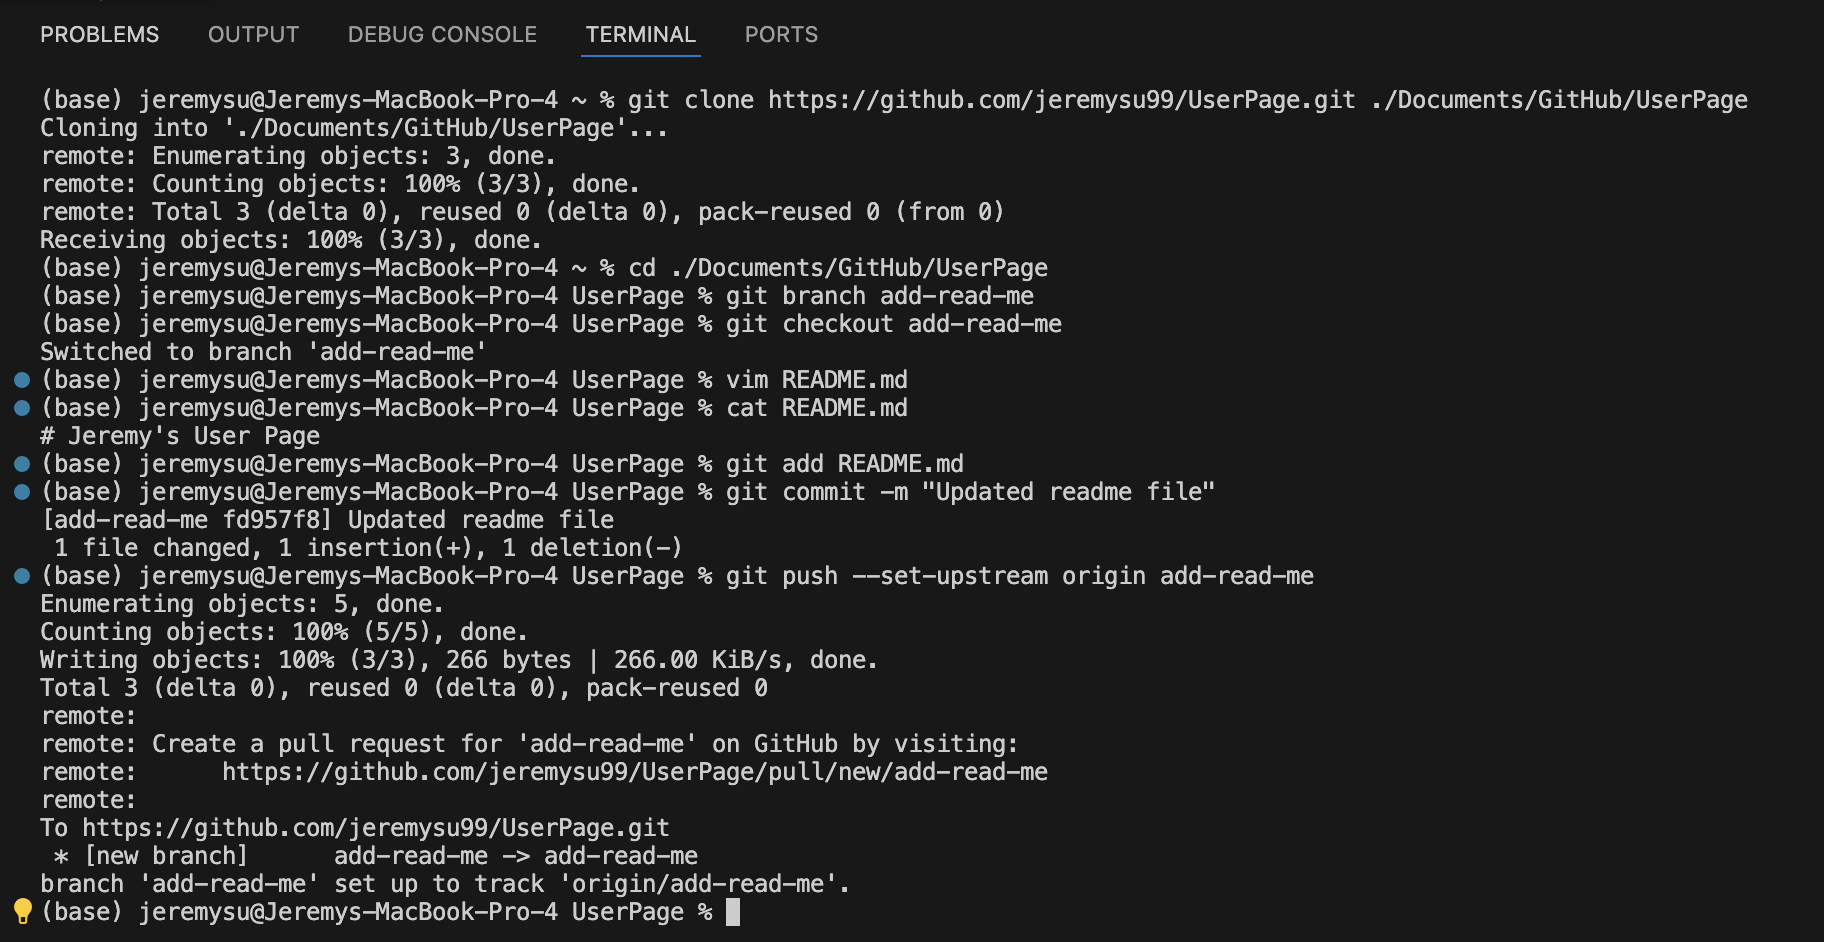 PROBLEMS OUTPUT DEBUG CONSOLE TERMINAL PORTS
(base) jeremysu@Jeremys-MacBook-Pro-4 ~ % git clone https://github.com/jeremysu99/UserPage.git ./Documents/GitHub/UserPage
Cloning into './Documents/GitHub/UserPage'...
remote: Enumerating objects: 3, done.
remote: Counting objects: 100% (3/3), done.
remote: Total 3 (delta 0), reused 0 (delta 0), pack-reused 0 (from 0)
Receiving objects: 100% (3/3), done.
(base) jeremysu@Jeremys-MacBook-Pro-4 ~ % cd ./Documents/GitHub/UserPage
(base) jeremysu@Jeremys-MacBook-Pro-4 UserPage % git branch add-read-me
(base) jeremysu@Jeremys-MacBook-Pro-4 UserPage % git checkout add-read-me
Switched to branch 'add-read-me'
(base) jeremysu@Jeremys-MacBook-Pro-4 UserPage % vim README.md
(base) jeremysu@Jeremys-MacBook-Pro-4 UserPage % cat README.md
# Jeremy's User Page
(base) jeremysu@Jeremys-MacBook-Pro-4 UserPage % git add README.md
(base) jeremysu@Jeremys-MacBook-Pro-4 UserPage % git commit -m "Updated readme file"
[add-read-me fd957f8] Updated readme file
 1 file changed, 1 insertion(+), 1 deletion(-)
(base) jeremysu@Jeremys-MacBook-Pro-4 UserPage % git push --set-upstream origin add-read-me
Enumerating objects: 5, done.
Counting objects: 100% (5/5), done.
Writing objects: 100% (3/3), 266 bytes | 266.00 KiB/s, done.
Total 3 (delta 0), reused 0 (delta 0), pack-reused 0
remote:
remote: Create a pull request for 'add-read-me' on GitHub by visiting:
remote:      https://github.com/jeremysu99/UserPage/pull/new/add-read-me
remote:
To https://github.com/jeremysu99/UserPage.git
 * [new branch]      add-read-me -> add-read-me
branch 'add-read-me' set up to track 'origin/add-read-me'.
(base) jeremysu@Jeremys-MacBook-Pro-4 UserPage %